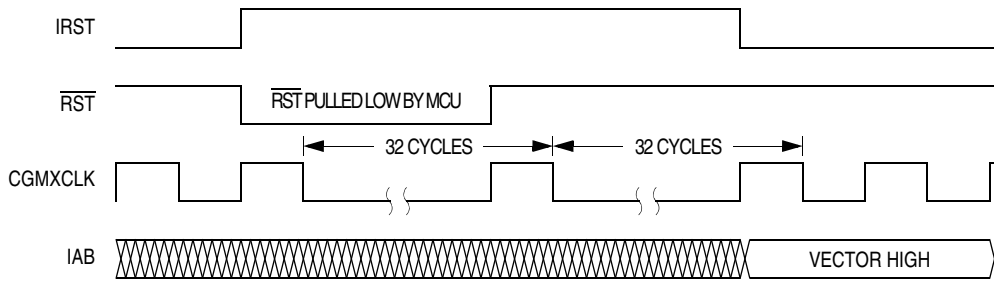 IRST
RST
RST PULLED LOW BY MCU
32 CYCLES
32 CYCLES
CGMXCLK
IAB
VECTOR HIGH